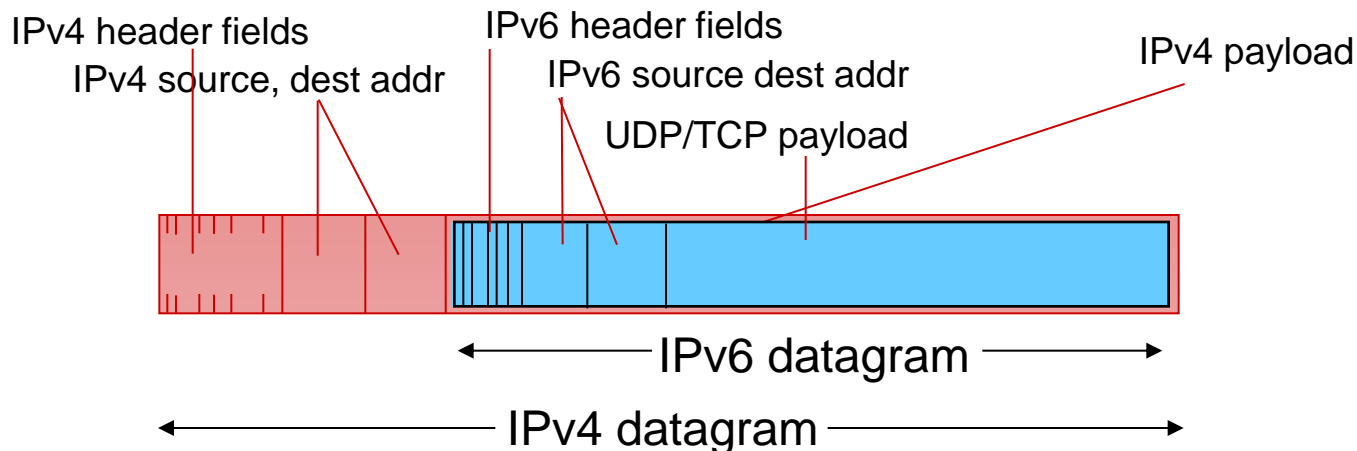 IPv4 header fields
IPv6 header fields
IPv4 payload
IPv4 source, dest addr
IPv6 source dest addr
UDP/TCP payload
IPv6 datagram
IPv4 datagram